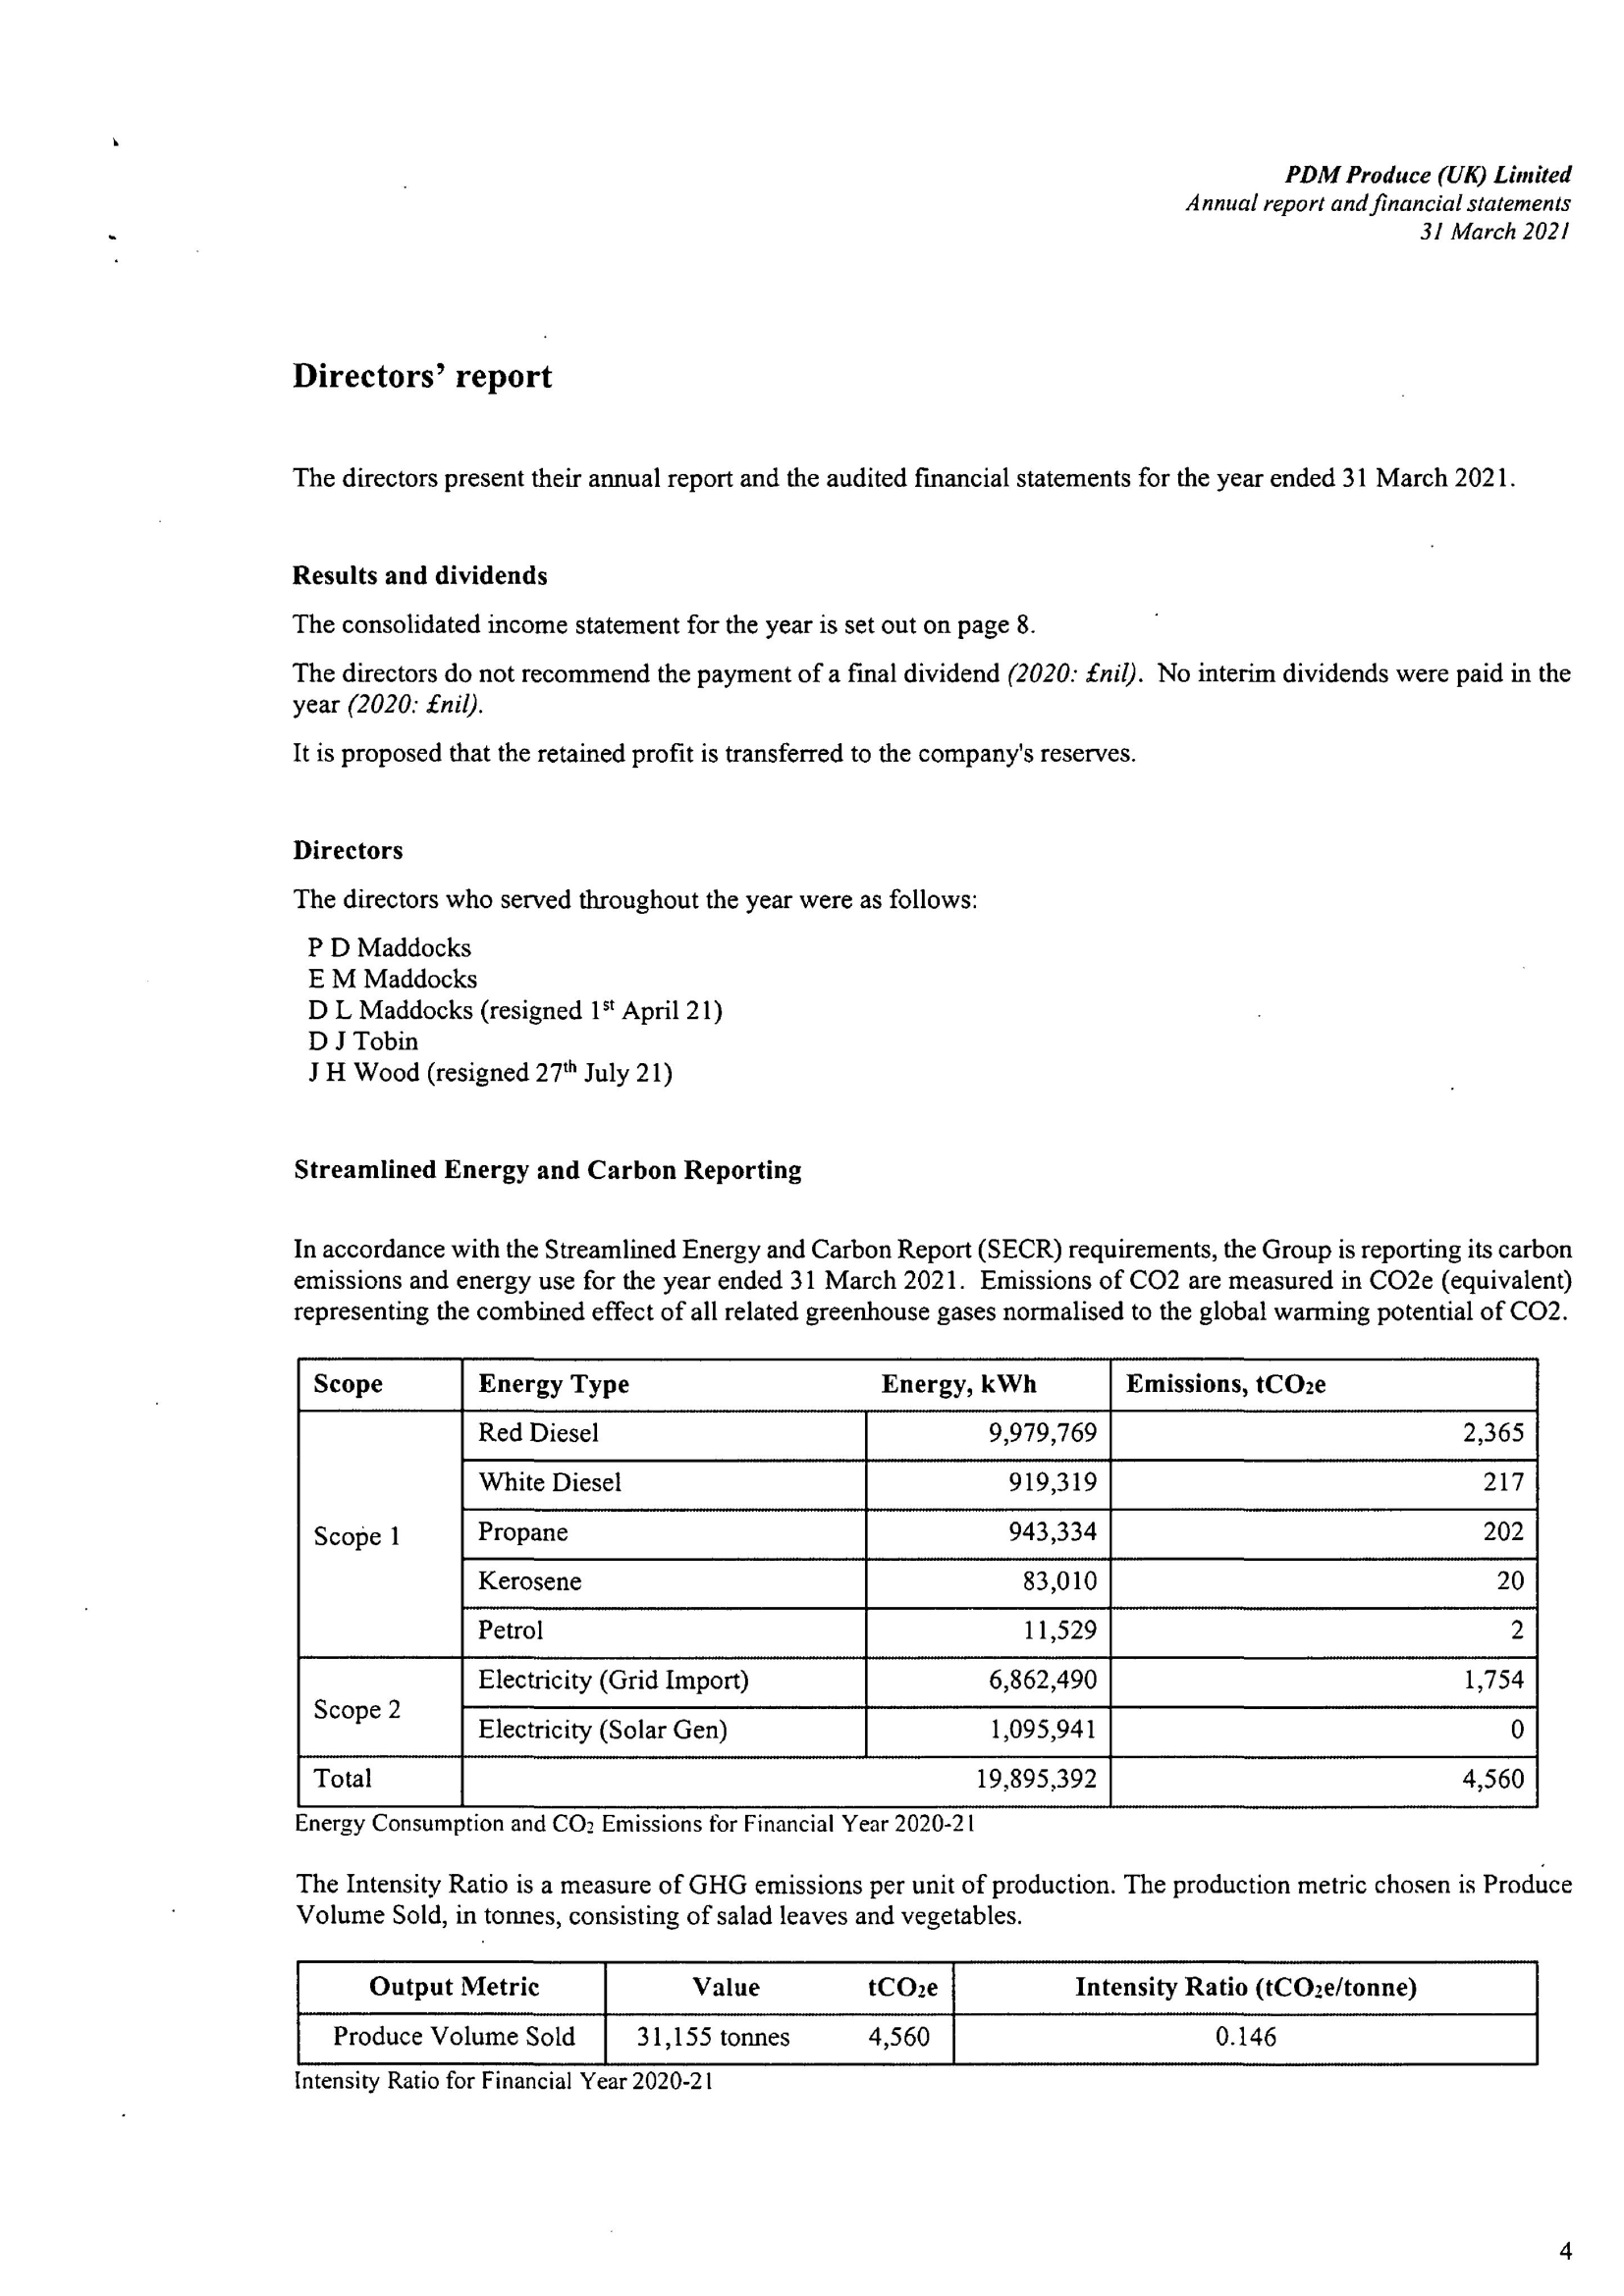 PDM Produce (UK) Limited
Annual report and financial statements
31 March 2021
Directors' report
The directors present their annual report and the audited financial statements for the year ended 31 March 2021.
Results and dividends
The consolidated income statement for the year is set out on page 8.
The directors do not recommend the payment of a final dividend (2020: £nil). No interim dividends were paid in the
year (2020: £nil).
It is proposed that the retained profit is transferred to the company's reserves.
Directors
The directors who served throughout the year were as follows:
P D Maddocks
E M Maddocks
D L Maddocks (resigned 1st April 21)
D J Tobin
J H Wood (resigned 27th July 21)
Streamlined Energy and Carbon Reporting
In accordance with the Streamlined Energy and Carbon Report (SECR) requirements, the Group is reporting its carbon
emissions and energy use for the year ended 31 March 2021. Emissions of CO2 are measured in CO2e (equivalent)
representing the combined effect of all related greenhouse gases normalised to the global warming potential of CO2.
Scope Energy Type Energy, kWh Emissions, tCO2e
Red Diesel 9,979,769 2,365
White Diesel 919,319 217
Scope 1 Propane 943,334 202
Kerosene 83,010 20
Petrol 11,529 2
Scope 2 Electricity (Grid Import) 6,862,490 1,754
Electricity (Solar Gen) 1,095,941 0
Total 19,895,392 4,560
Energy Consumption and CO2 Emissions for Financial Year 2020-21
The Intensity Ratio is a measure of GHG emissions per unit of production. The production metric chosen is Produce
Volume Sold, in tonnes, consisting of salad leaves and vegetables.
Output Metric Value tCO2e Intensity Ratio (tCO2e/tonne)
Produce Volume Sold 31,155 tonnes 4,560 0.146
Intensity Ratio for Financial Year 2020-21
4